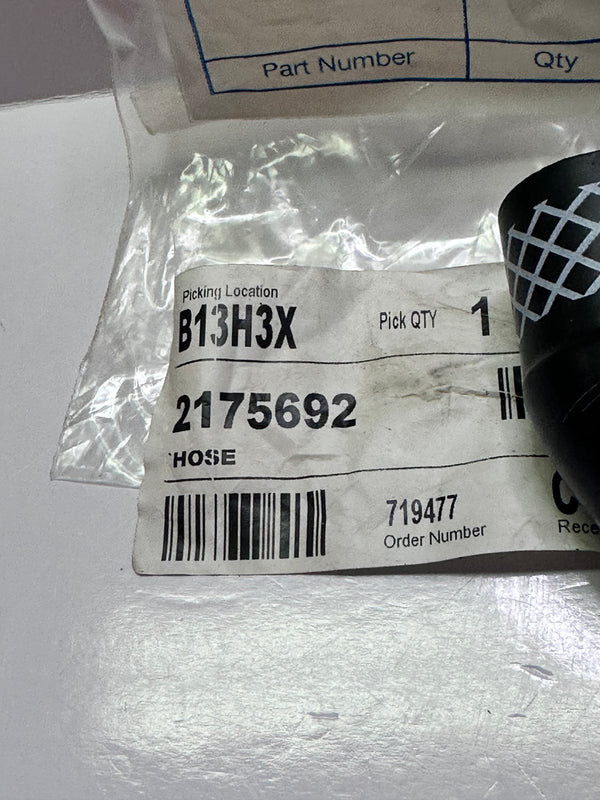 Part Number Qty
Picking Location
B13H3X Pick QTY 1
2175692
HOSE
719477
Order Number